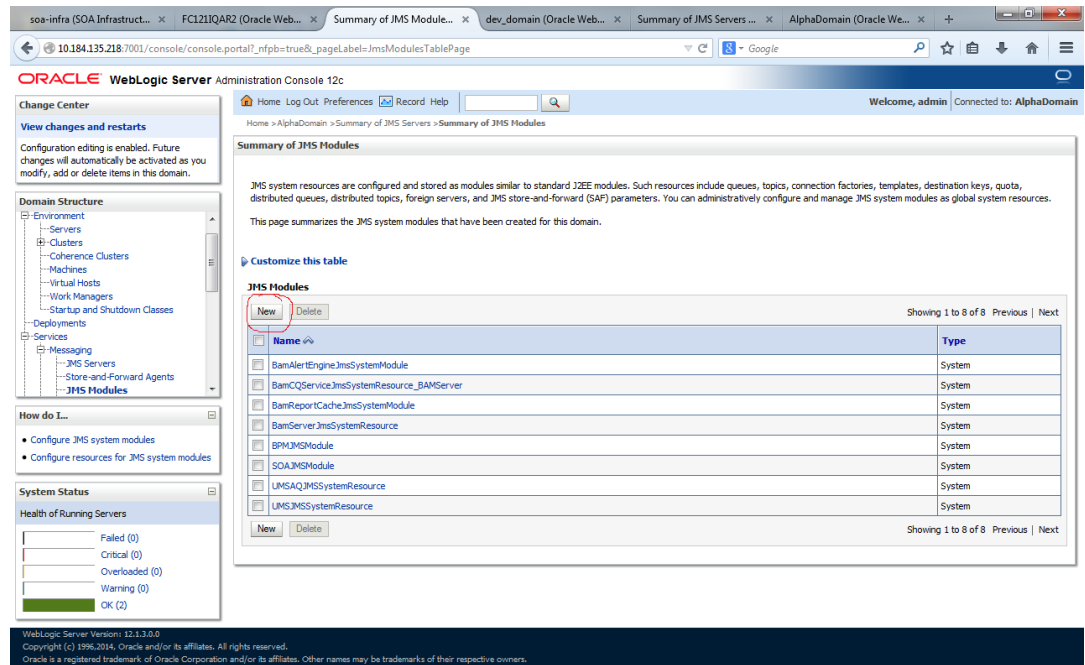 soa-infra (SOA Infrastruct... × FC121IQAR2 (Oracle Web... × Summary of JMS Module... × dev_domain (Oracle Web... × Summary of JMS Servers ... × AlphaDomain (Oracle We... × +
10.184.135.218:7001/console/console.portal?_nfpb=true&_pageLabel=JmsModulesTablePage
Google
ORACLE WebLogic Server Administration Console 12c
Change Center
View changes and restarts
Configuration editing is enabled. Future
changes will automatically be activated as you
modify, add or delete items in this domain.
Domain Structure
Environment
Servers
Clusters
Coherence Clusters
Machines
Virtual Hosts
Work Managers
Startup and Shutdown Classes
Deployments
Services
Messaging
JMS Servers
Store-and-Forward Agents
JMS Modules
How do I...
Configure JMS system modules
Configure resources for JMS system modules
System Status
Health of Running Servers
Failed (0)
Critical (0)
Overloaded (0)
Warning (0)
OK (2)
Home Log Out Preferences Record Help
Welcome, admin Connected to: AlphaDomain
Home >AlphaDomain >Summary of JMS Servers >Summary of JMS Modules
Summary of JMS Modules
JMS system resources are configured and stored as modules similar to standard J2EE modules. Such resources include queues, topics, connection factories, templates, destination keys, quota,
distributed queues, distributed topics, foreign servers, and JMS store-and-forward (SAF) parameters. You can administratively configure and manage JMS system modules as global system resources.
This page summarizes the JMS system modules that have been created for this domain.
Customize this table
JMS Modules
New Delete Showing 1 to 8 of 8 Previous | Next
Name Type
BamAlertEngineJmsSystemModule System
BamCQServiceJmsSystemResource_BAMServer System
BamReportCacheJmsSystemModule System
BamServerJmsSystemResource System
BPMJMSModule System
SOAJMSModule System
UMSAQJMSSystemResource System
UMSJMSSystemResource System
New Delete Showing 1 to 8 of 8 Previous | Next
WebLogic Server Version: 12.1.3.0.0
Copyright (c) 1996,2014, Oracle and/or its affiliates. All rights reserved.
Oracle is a registered trademark of Oracle Corporation and/or its affiliates. Other names may be trademarks of their respective owners.